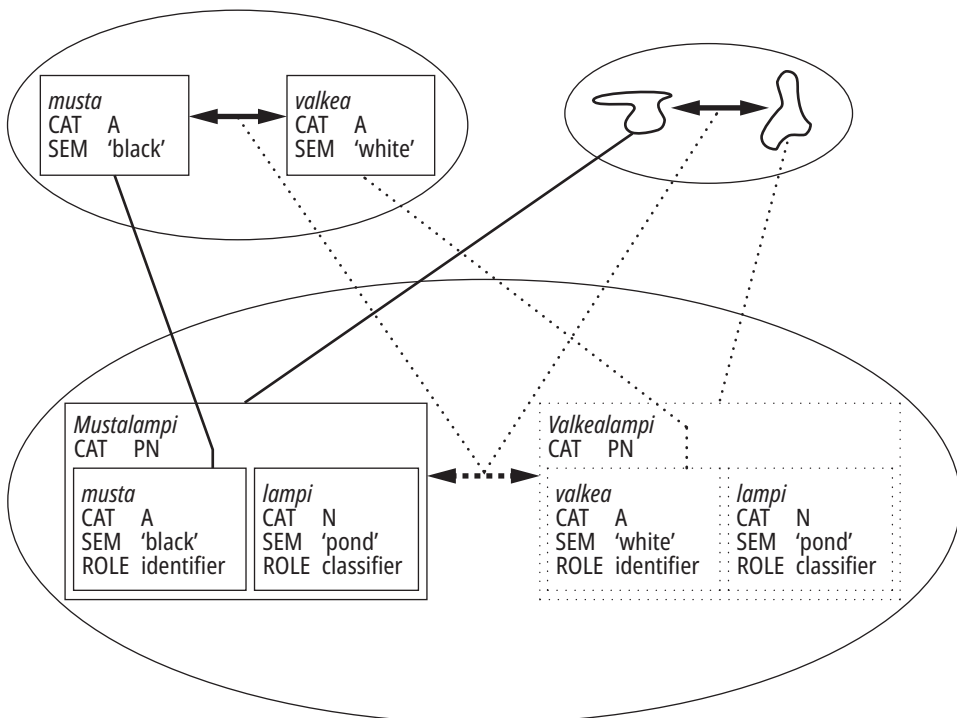 musta
CAT A
SEM ‘black’
valkea
CAT A
SEM ‘white’
Mustalampi
CAT PN
musta
CAT A
SEM ‘black’
ROLE identifier
lampi
CAT N
SEM ‘pond’
ROLE classifier
Valkealampi
CAT PN
valkea
CAT A
SEM ‘white’
ROLE identifier
lampi
CAT N
SEM ‘pond’
ROLE classifier